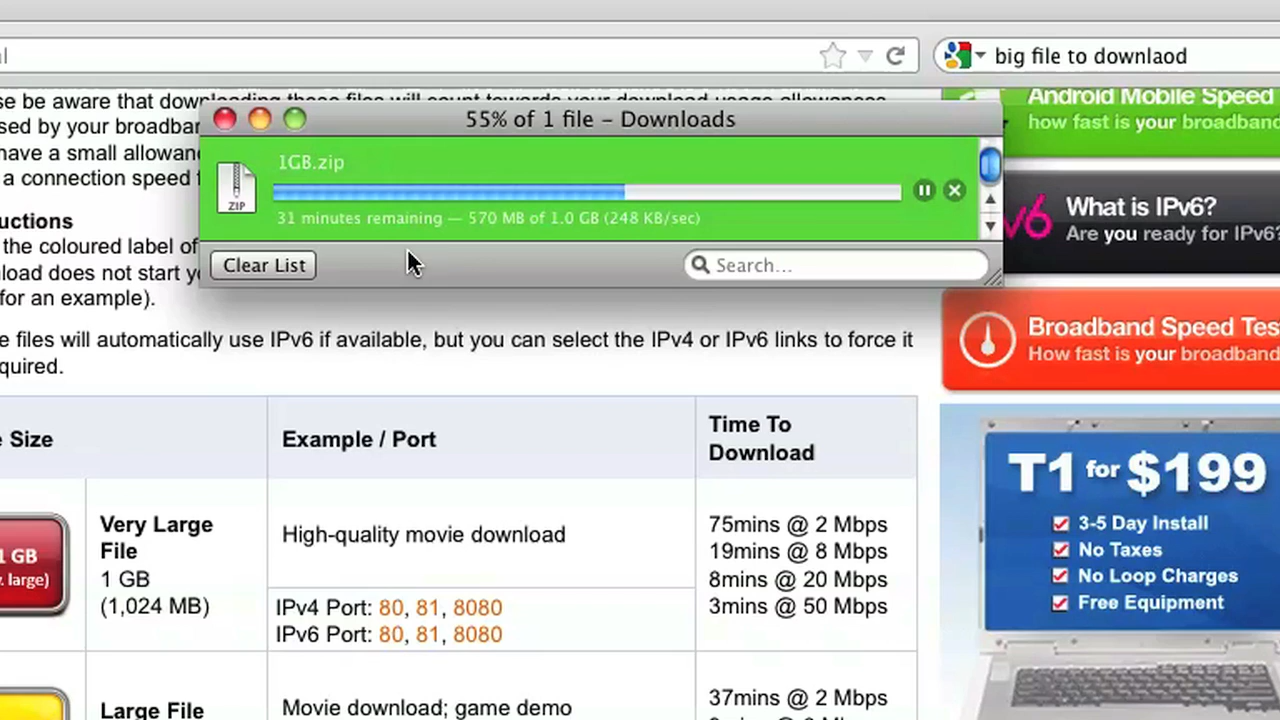 al
big file to downlaod
se be aware that downloading these files will count towards your download usage allowances
55% of 1 file – Downloads
sed by your broadban
have a small allowan
a connection speed f
1GB.zip
ZIP
31 minutes remaining — 570 MB of 1.0 GB (248 KB/sec)
Clear List
Search...
uctions
the coloured label of
nload does not start y
for an example).
e files will automatically use IPv6 if available, but you can select the IPv4 or IPv6 links to force it
quired.
e Size
Example / Port
Time To
Download
1 GB
(v. large)
Very Large
File
1 GB
(1,024 MB)
High-quality movie download
IPv4 Port: 80, 81, 8080
IPv6 Port: 80, 81, 8080
75mins @ 2 Mbps
19mins @ 8 Mbps
8mins @ 20 Mbps
3mins @ 50 Mbps
Large File
Movie download; game demo
37mins @ 2 Mbps
Android Mobile Speed
how fast is your broadband
v6
What is IPv6?
Are you ready for IPv6?
Broadband Speed Tes
How fast is your broadband
T1 for $199
3-5 Day Install
No Taxes
No Loop Charges
Free Equipment